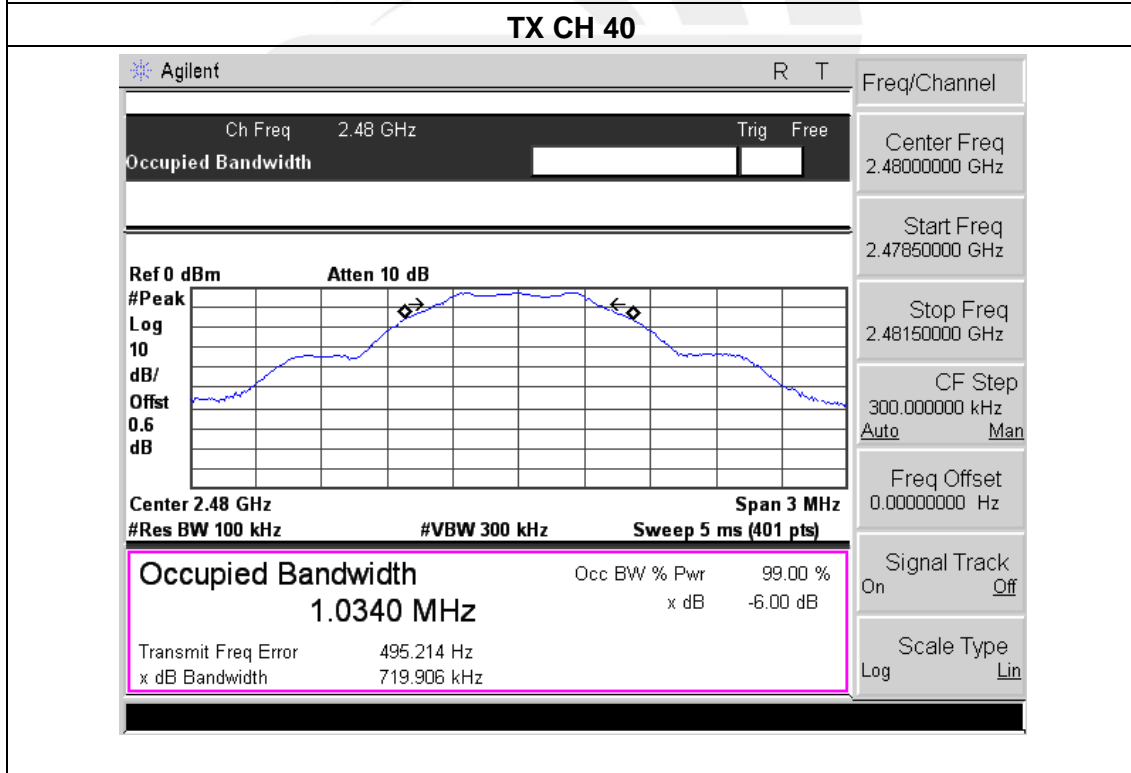 TX CH 40
Agilent R T
Freq/Channel
Ch Freq 2.48 GHz Trig Free
Occupied Bandwidth
Center Freq
2.48000000 GHz
Start Freq
2.47850000 GHz
Ref 0 dBm Atten 10 dB
#Peak
Log
10
dB/
Offst
0.6
dB
Stop Freq
2.48150000 GHz
CF Step
300.000000 kHz
Auto Man
Center 2.48 GHz Span 3 MHz
#Res BW 100 kHz #VBW 300 kHz Sweep 5 ms (401 pts)
Freq Offset
0.00000000 Hz
Occupied Bandwidth Occ BW % Pwr 99.00 %
1.0340 MHz x dB -6.00 dB
Transmit Freq Error 495.214 Hz
x dB Bandwidth 719.906 kHz
Signal Track
On Off
Scale Type
Log Lin